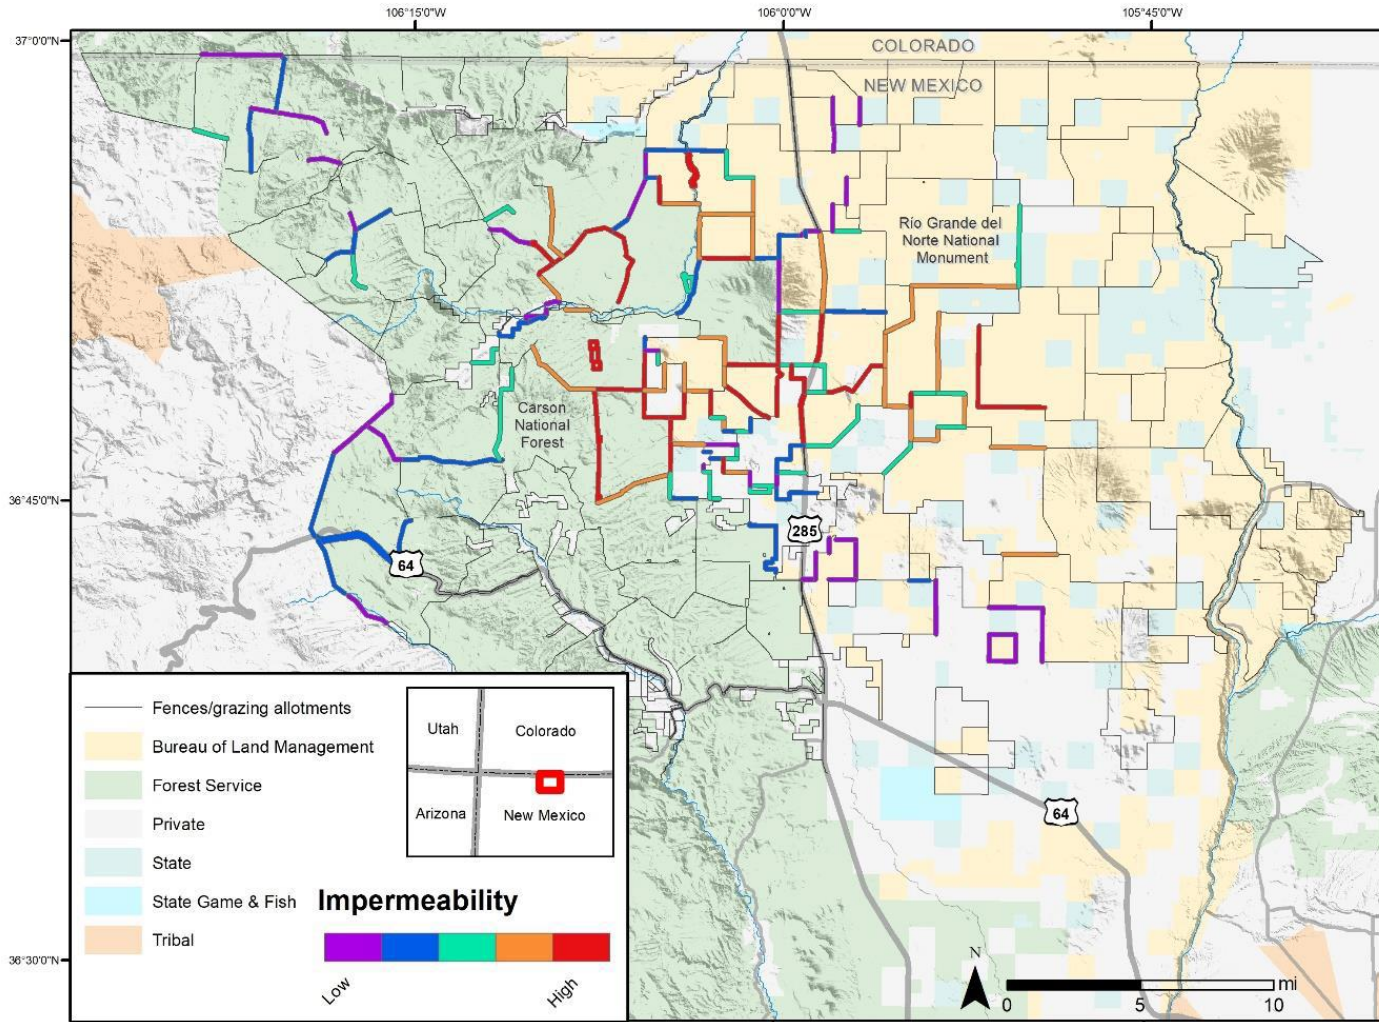 106°15'0"W
106°0'0"W
105°45'0"W
37°0'0"N
COLORADO
NEW MEXICO
Río Grande del
Norte National
Monument
Carson
National
Forest
36°45'0"N
285
64
64
36°30'0"N
Fences/grazing allotments
Bureau of Land Management
Forest Service
Private
State
State Game & Fish
Tribal
Utah
Colorado
Arizona
New Mexico
Impermeability
Low
High
N
mi
0
5
10